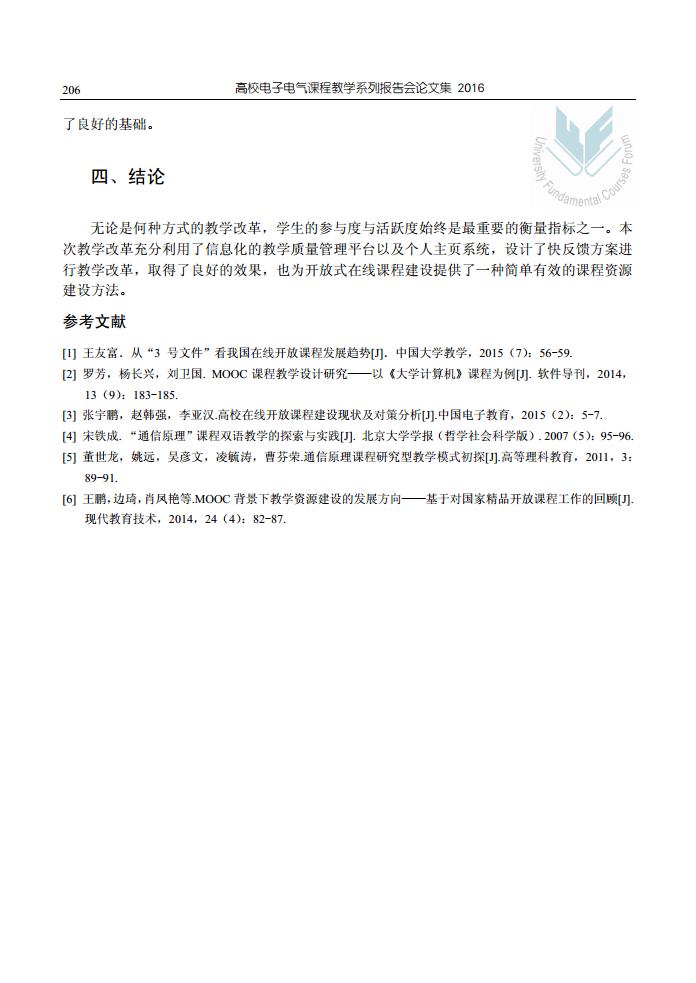 206
高校电子电气课程教学系列报告会论文集 2016
了良好的基础。
University Fundamental Courses Forum
四、结论
无论是何种方式的教学改革，学生的参与度与活跃度始终是最重要的衡量指标之一。本
次教学改革充分利用了信息化的教学质量管理平台以及个人主页系统，设计了快反馈方案进
行教学改革，取得了良好的效果，也为开放式在线课程建设提供了一种简单有效的课程资源
建设方法。
参考文献
[1] 王友富．从“3 号文件”看我国在线开放课程发展趋势[J]．中国大学教学，2015（7）：56-59.
[2] 罗芳，杨长兴，刘卫国. MOOC 课程教学设计研究——以《大学计算机》课程为例[J]. 软件导刊，2014，
13（9）：183-185.
[3] 张宇鹏，赵韩强，李亚汉.高校在线开放课程建设现状及对策分析[J].中国电子教育，2015（2）：5-7.
[4] 宋铁成. “通信原理”课程双语教学的探索与实践[J]. 北京大学学报（哲学社会科学版）. 2007（5）：95-96.
[5] 董世龙，姚远，吴彦文，凌毓涛，曹芬荣.通信原理课程研究型教学模式初探[J].高等理科教育，2011，3：
89-91.
[6] 王鹏，边琦，肖凤艳等.MOOC 背景下教学资源建设的发展方向——基于对国家精品开放课程工作的回顾[J].
现代教育技术，2014，24（4）：82-87.